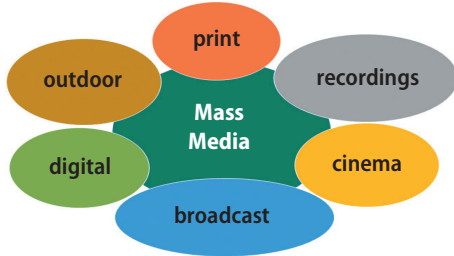 print
outdoor
recordings
Mass
Media
digital
cinema
broadcast